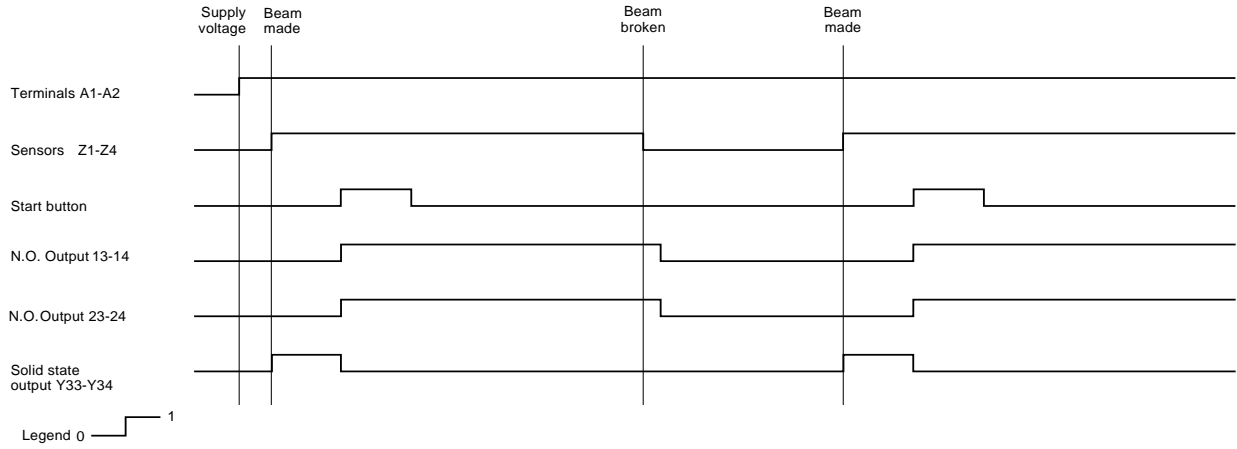 Supply voltage
Beam made
Beam broken
Beam made
Terminals A1-A2
Sensors Z1-Z4
Start button
N.O. Output 13-14
N.O. Output 23-24
Solid state
output Y33-Y34
Legend 0 1